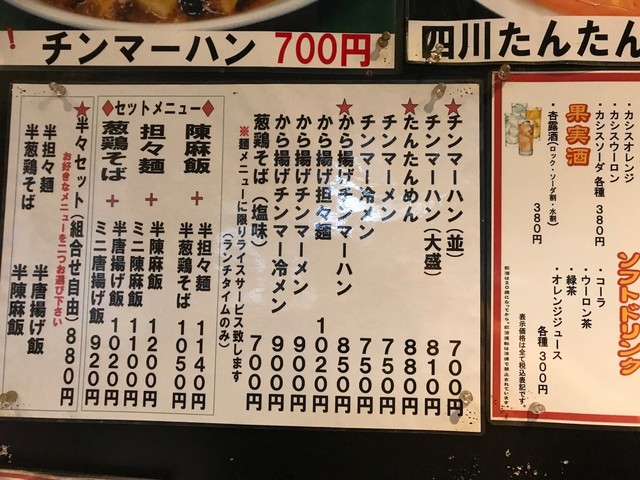 ！
チンマーハン 700円
四川たんたん
★チンマーハン（並） 700円
チンマーハン（大盛） 810円
★たんたんめん 880円
チンマーメン 750円
チンマー冷メン 750円
★から揚げチンマーハン 850円
から揚げ担々麺 1020円
から揚げチンマーメン 900円
から揚げチンマー冷メン 900円
葱鶏そば（塩味） 700円
※麺メニューに限りライスサービス致します
（ランチタイムのみ）
◆セットメニュー◆
陳麻飯 + 半担々麺 1140円
半葱鶏そば 1050円
担々麺 + 半陳麻飯 1200円
ミニ陳麻飯 1100円
葱鶏そば + 半唐揚げ飯 1020円
ミニ唐揚げ飯 920円
★半々セット（組合せ自由） 880円
お好きなメニューを二つお選び下さい
半担々麺 半唐揚げ飯
半葱鶏そば 半陳麻飯
・カシスオレンジ
・カシスウーロン
・カシスソーダ 各種 380円
果実酒
・杏露酒（ロック・ソーダ割・水割） 380円
ソフトドリンク
・コーラ
・ウーロン茶
・緑茶
・オレンジジュース 各種 300円
表示価格は全て税込表記です。